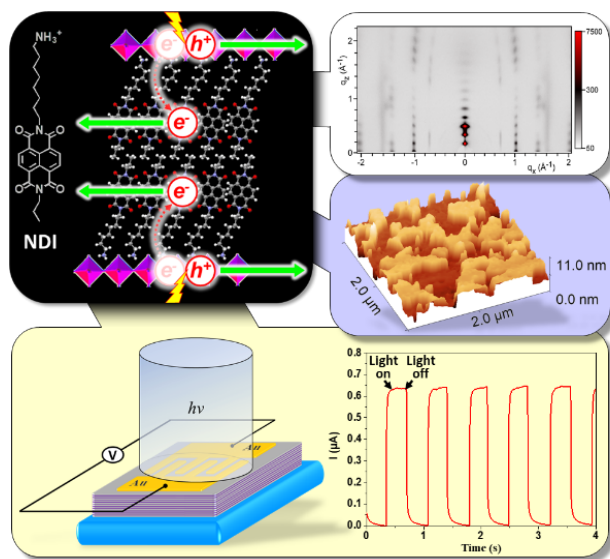 NH₃⁺
e⁻
h⁺
e⁻
e⁻
e⁻
h⁺
N
O
O
O
O
N
NDI
qz (Å⁻¹)
2
1
1
0
0
-2
-1
0
1
2
qx (Å⁻¹)
7500
300
50
2.0 μm
2.0 μm
11.0 nm
0.0 nm
hν
V
Au
Au
I (μA)
0.8
0.7
0.6
0.5
0.4
0.3
0.2
0.1
0.0
Light on
Light off
0
1
2
3
4
Time (s)